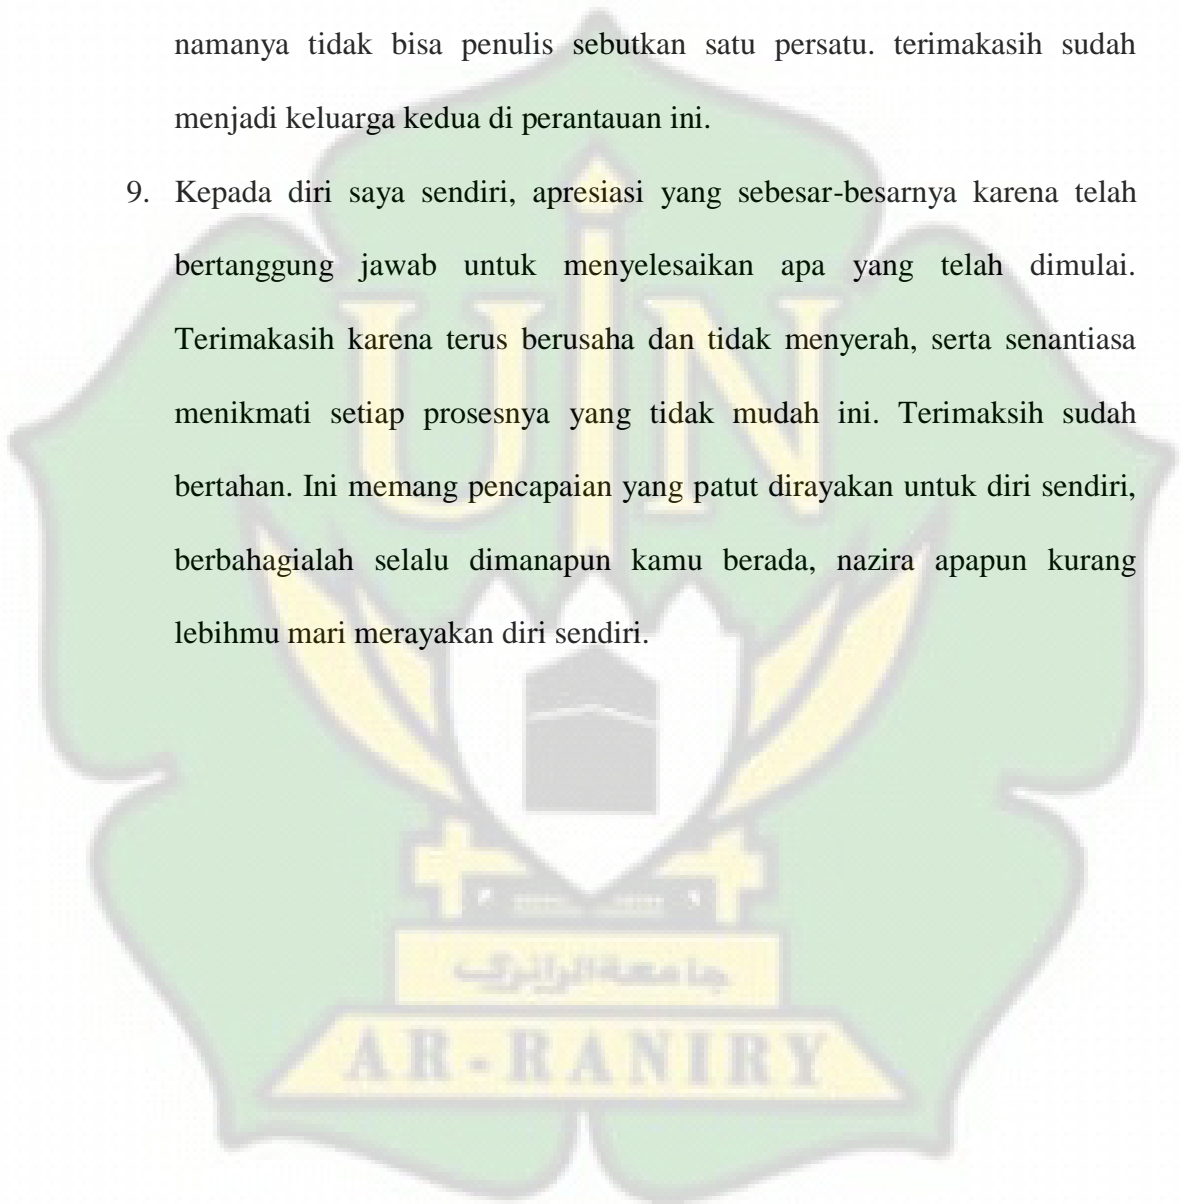 namanya tidak bisa penulis sebutkan satu persatu. terimakasih sudah
menjadi keluarga kedua di perantauan ini.
9. Kepada diri saya sendiri, apresiasi yang sebesar-besarnya karena telah
bertanggung jawab untuk menyelesaikan apa yang telah dimulai.
Terimakasih karena terus berusaha dan tidak menyerah, serta senantiasa
menikmati setiap prosesnya yang tidak mudah ini. Terimaksih sudah
bertahan. Ini memang pencapaian yang patut dirayakan untuk diri sendiri,
berbahagialah selalu dimanapun kamu berada, nazira apapun kurang
lebihmu mari merayakan diri sendiri.
UIN
جامعة الرانري
AR-RANIRY